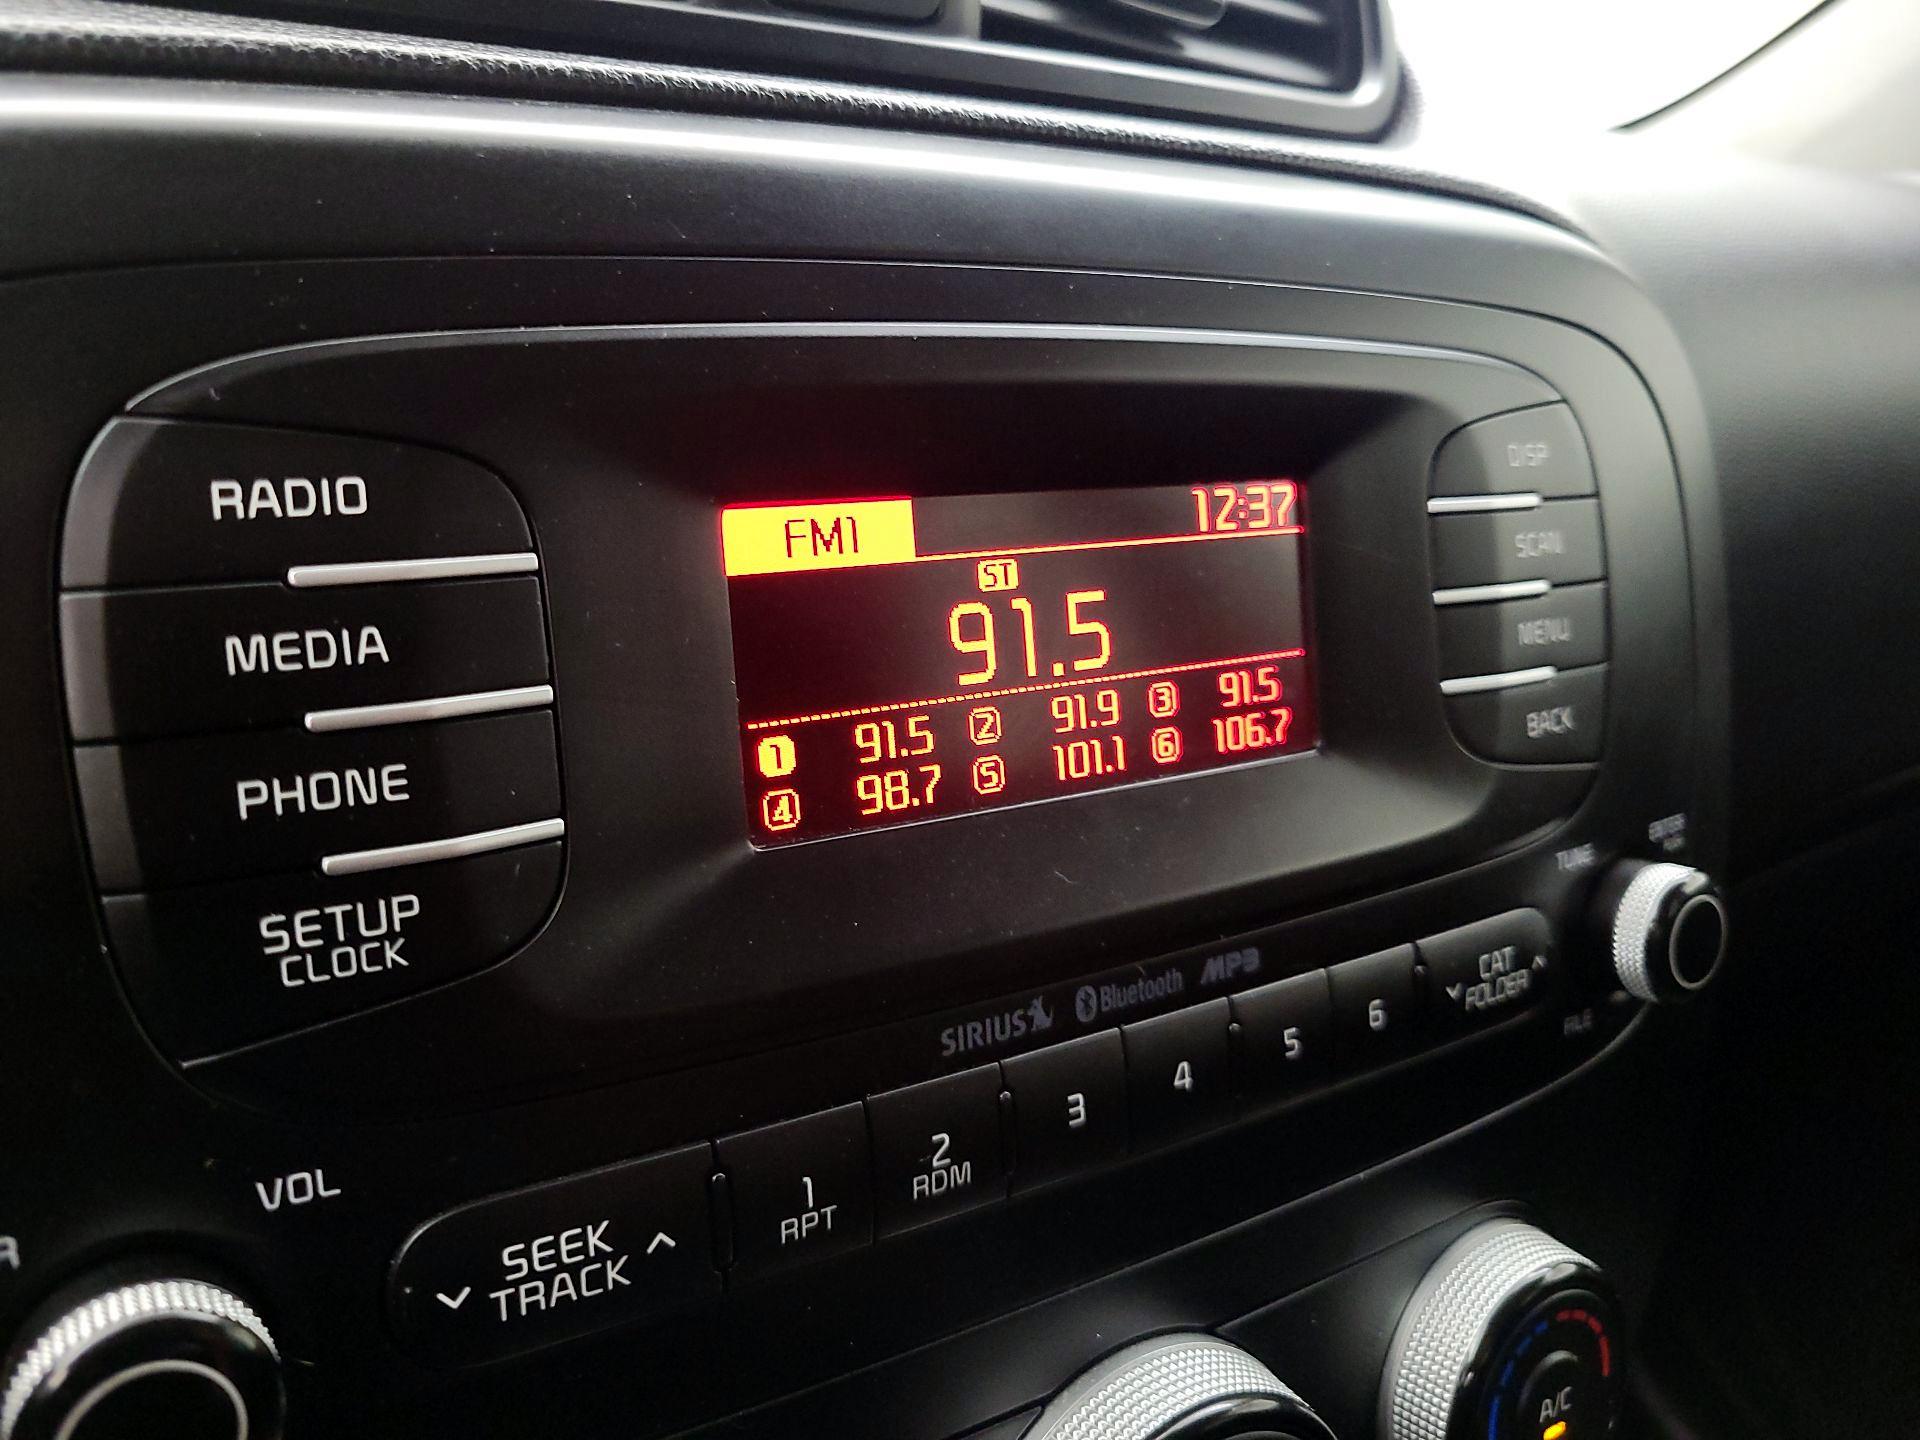 RADIO
MEDIA
PHONE
SETUP
CLOCK
FM1 12:37
ST
91.5
1 91.5 2 91.9 3 91.5
4 98.7 5 101.1 6 106.7
DISP
SCAN
MENU
BACK
TUNE
ENTER
FILE
SIRIUS Bluetooth MP3
VOL
SEEK
TRACK
1
RPT
2
RDM
3
4
5
6
CAT
FOLDER
A/C